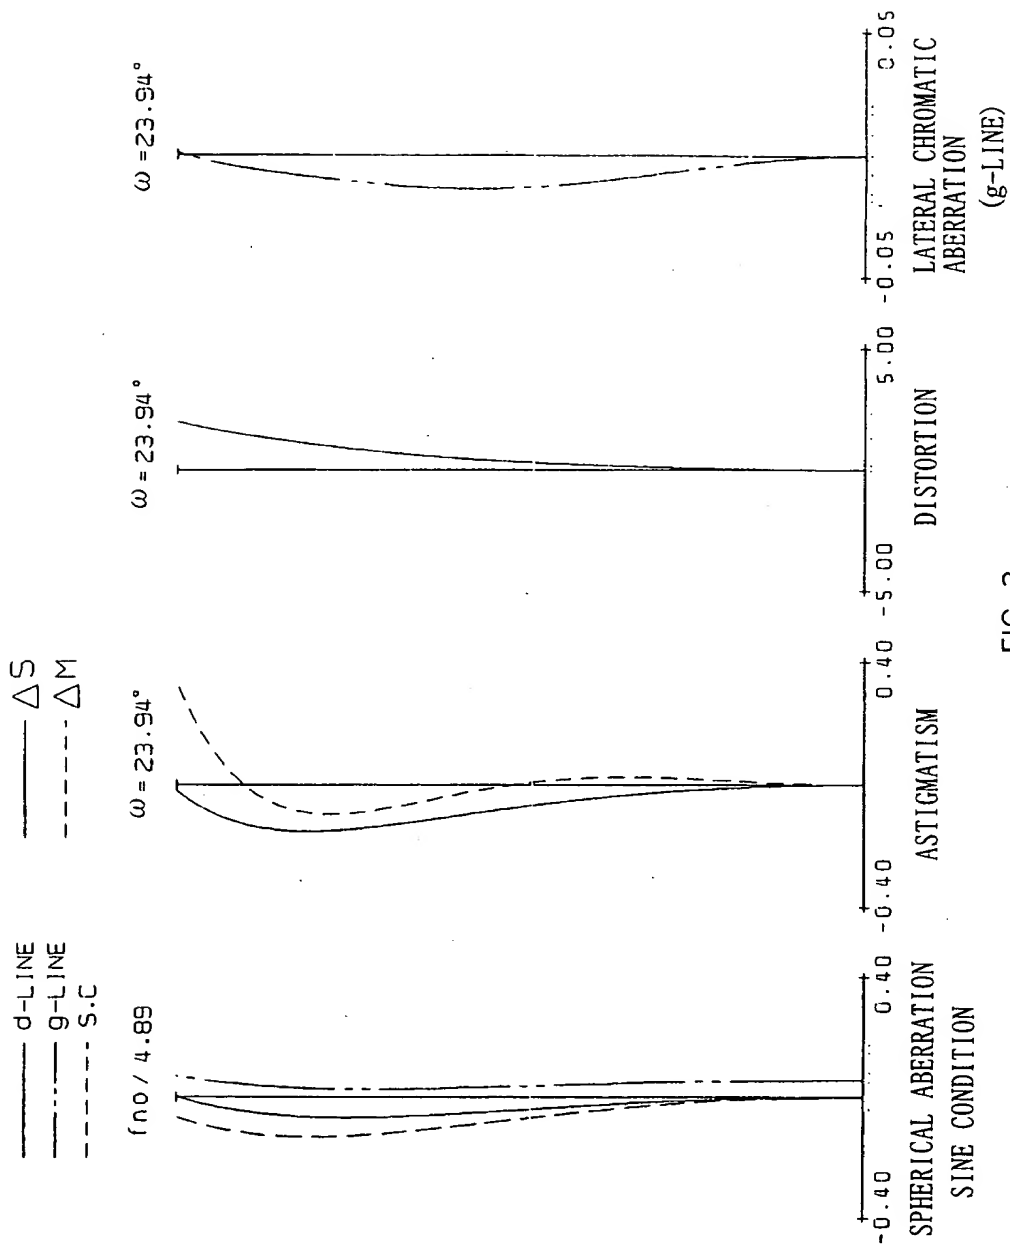 d-LINE
g-LINE
S.C
ΔS
ΔM
fno/4.89
-0.40
0.40
SPHERICAL ABERRATION
SINE CONDITION
ω=23.94°
-0.40
0.40
ASTIGMATISM
ω=23.94°
-5.00
5.00
DISTORTION
ω=23.94°
-0.05
0.05
LATERAL CHROMATIC
ABERRATION
(g-LINE)